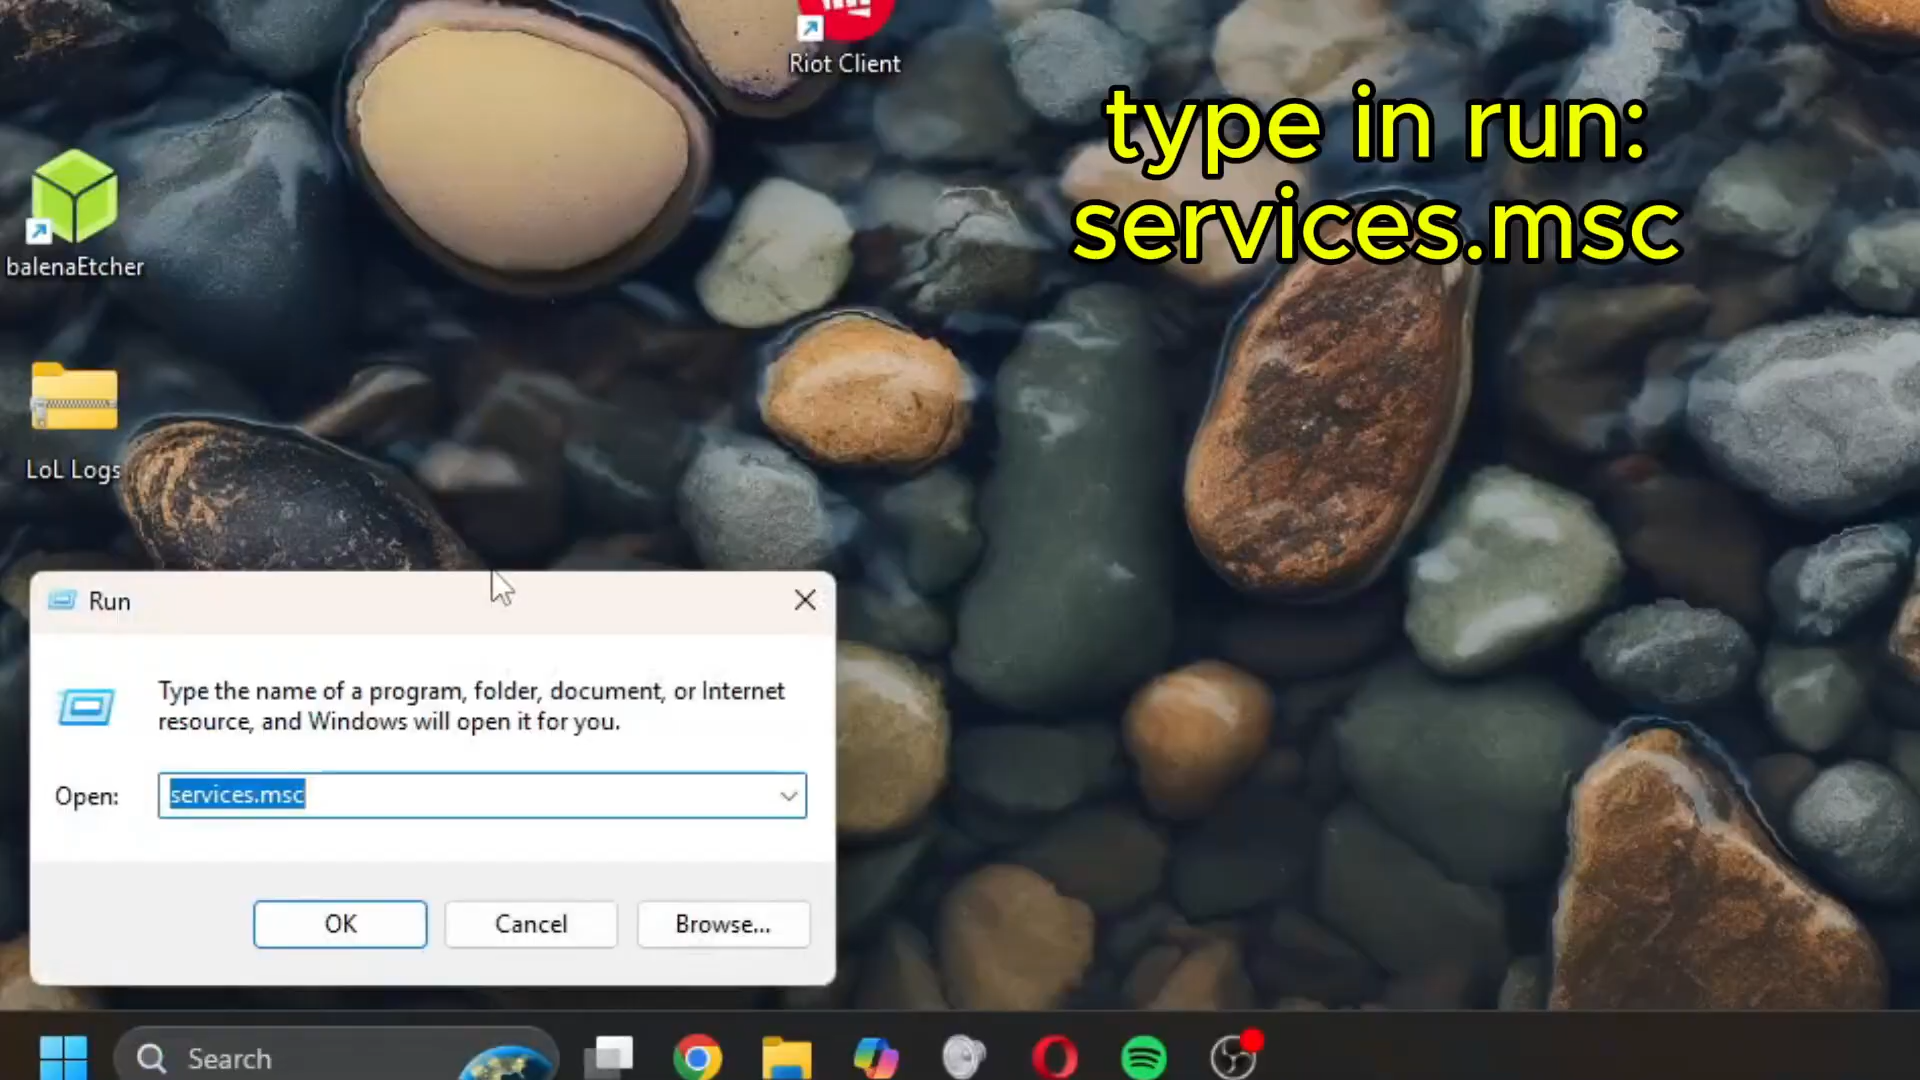 Riot Client
type in run:
services.msc
balenaEtcher
LoL Logs
Run
Type the name of a program, folder, document, or Internet
resource, and Windows will open it for you.
Open:
services.msc
OK
Cancel
Browse...
Search